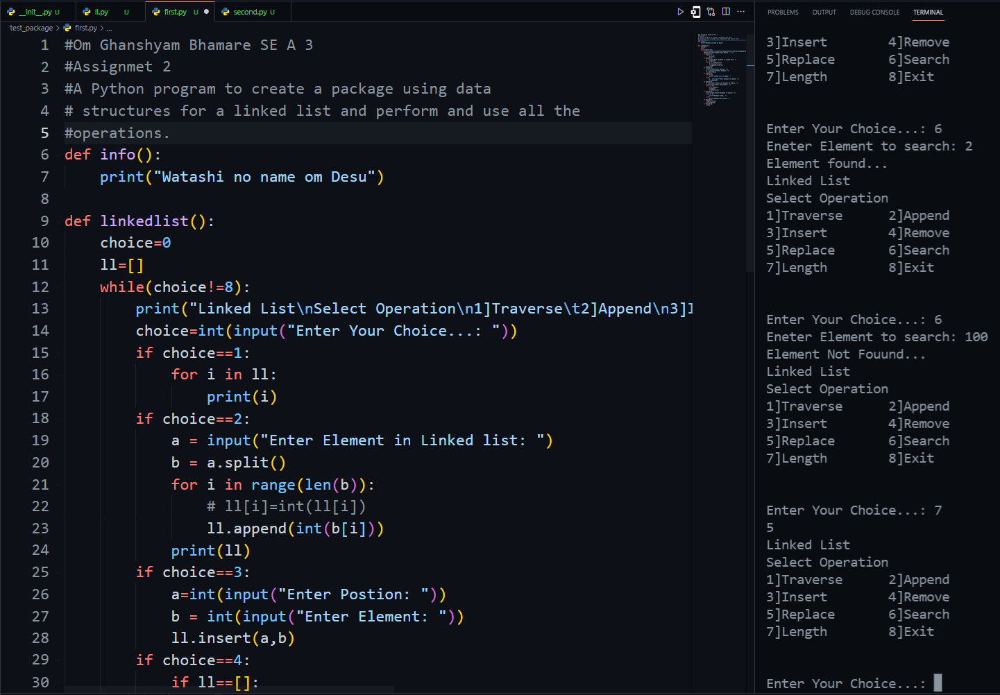 __init__.py U
ll.py U
first.py U
second.py U
test_package > first.py > ...
1 #Om Ghanshyam Bhamare SE A 3
2 #Assignmet 2
3 #A Python program to create a package using data
4 # structures for a linked list and perform and use all the
5 #operations.
6 def info():
7     print("Watashi no name om Desu")
8
9 def linkedlist():
10     choice=0
11     ll=[]
12     while(choice!=8):
13         print("Linked List\nSelect Operation\n1]Traverse\t2]Append\n3]I
14         choice=int(input("Enter Your Choice...: "))
15         if choice==1:
16             for i in ll:
17                 print(i)
18         if choice==2:
19             a = input("Enter Element in Linked list: ")
20             b = a.split()
21             for i in range(len(b)):
22                 # ll[i]=int(ll[i])
23                 ll.append(int(b[i]))
24             print(ll)
25         if choice==3:
26             a=int(input("Enter Postion: "))
27             b = int(input("Enter Element: "))
28             ll.insert(a,b)
29         if choice==4:
30             if ll==[]:
PROBLEMS OUTPUT DEBUG CONSOLE TERMINAL
3]Insert 4]Remove
5]Replace 6]Search
7]Length 8]Exit
Enter Your Choice...: 6
Eneter Element to search: 2
Element found...
Linked List
Select Operation
1]Traverse 2]Append
3]Insert 4]Remove
5]Replace 6]Search
7]Length 8]Exit
Enter Your Choice...: 6
Eneter Element to search: 100
Element Not Fouund...
Linked List
Select Operation
1]Traverse 2]Append
3]Insert 4]Remove
5]Replace 6]Search
7]Length 8]Exit
Enter Your Choice...: 7
5
Linked List
Select Operation
1]Traverse 2]Append
3]Insert 4]Remove
5]Replace 6]Search
7]Length 8]Exit
Enter Your Choice...: